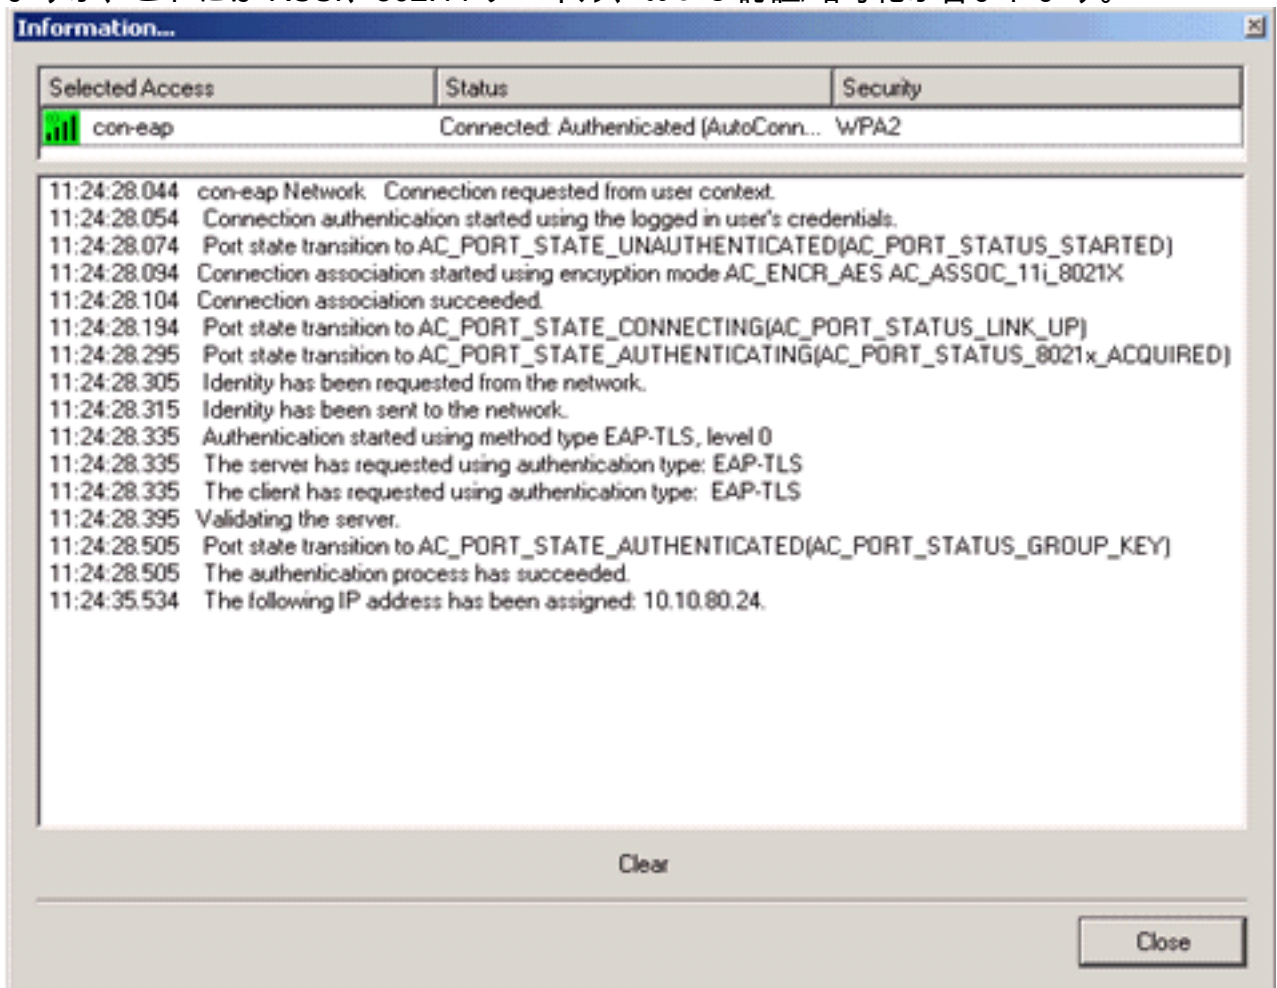 Information...
Selected Access Status Security
con-eap Connected: Authenticated (AutoConn... WPA2
11:24:28.044 con-eap Network Connection requested from user context.
11:24:28.054 Connection authentication started using the logged in user's credentials.
11:24:28.074 Port state transition to AC_PORT_STATE_UNAUTHENTICATED(AC_PORT_STATUS_STARTED)
11:24:28.094 Connection association started using encryption mode AC_ENCR_AES AC_ASSOC_11i_8021X
11:24:28.104 Connection association succeeded.
11:24:28.194 Port state transition to AC_PORT_STATE_CONNECTING(AC_PORT_STATUS_LINK_UP)
11:24:28.295 Port state transition to AC_PORT_STATE_AUTHENTICATING(AC_PORT_STATUS_8021x_ACQUIRED)
11:24:28.305 Identity has been requested from the network.
11:24:28.315 Identity has been sent to the network.
11:24:28.335 Authentication started using method type EAP-TLS, level 0
11:24:28.335 The server has requested using authentication type: EAP-TLS
11:24:28.335 The client has requested using authentication type: EAP-TLS
11:24:28.395 Validating the server.
11:24:28.505 Port state transition to AC_PORT_STATE_AUTHENTICATED(AC_PORT_STATUS_GROUP_KEY)
11:24:28.505 The authentication process has succeeded.
11:24:35.534 The following IP address has been assigned: 10.10.80.24.
Clear
Close